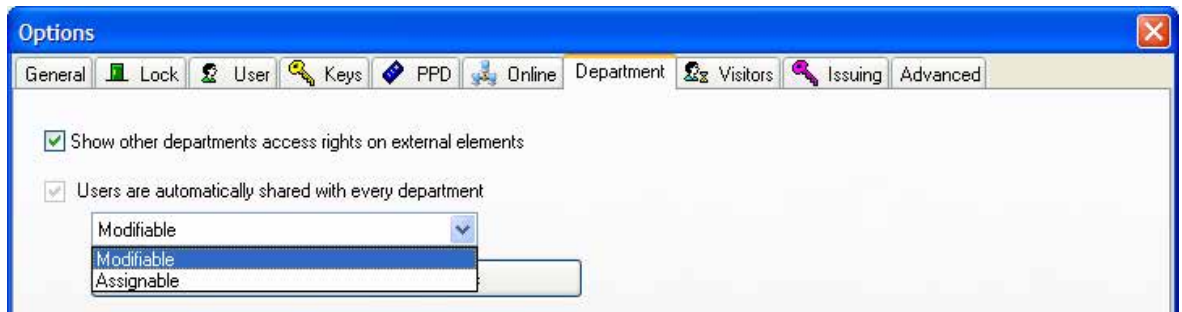 Options
General Lock User Keys PPD Online Department Visitors Issuing Advanced
Show other departments access rights on external elements
Users are automatically shared with every department
Modifiable
Modifiable
Assignable